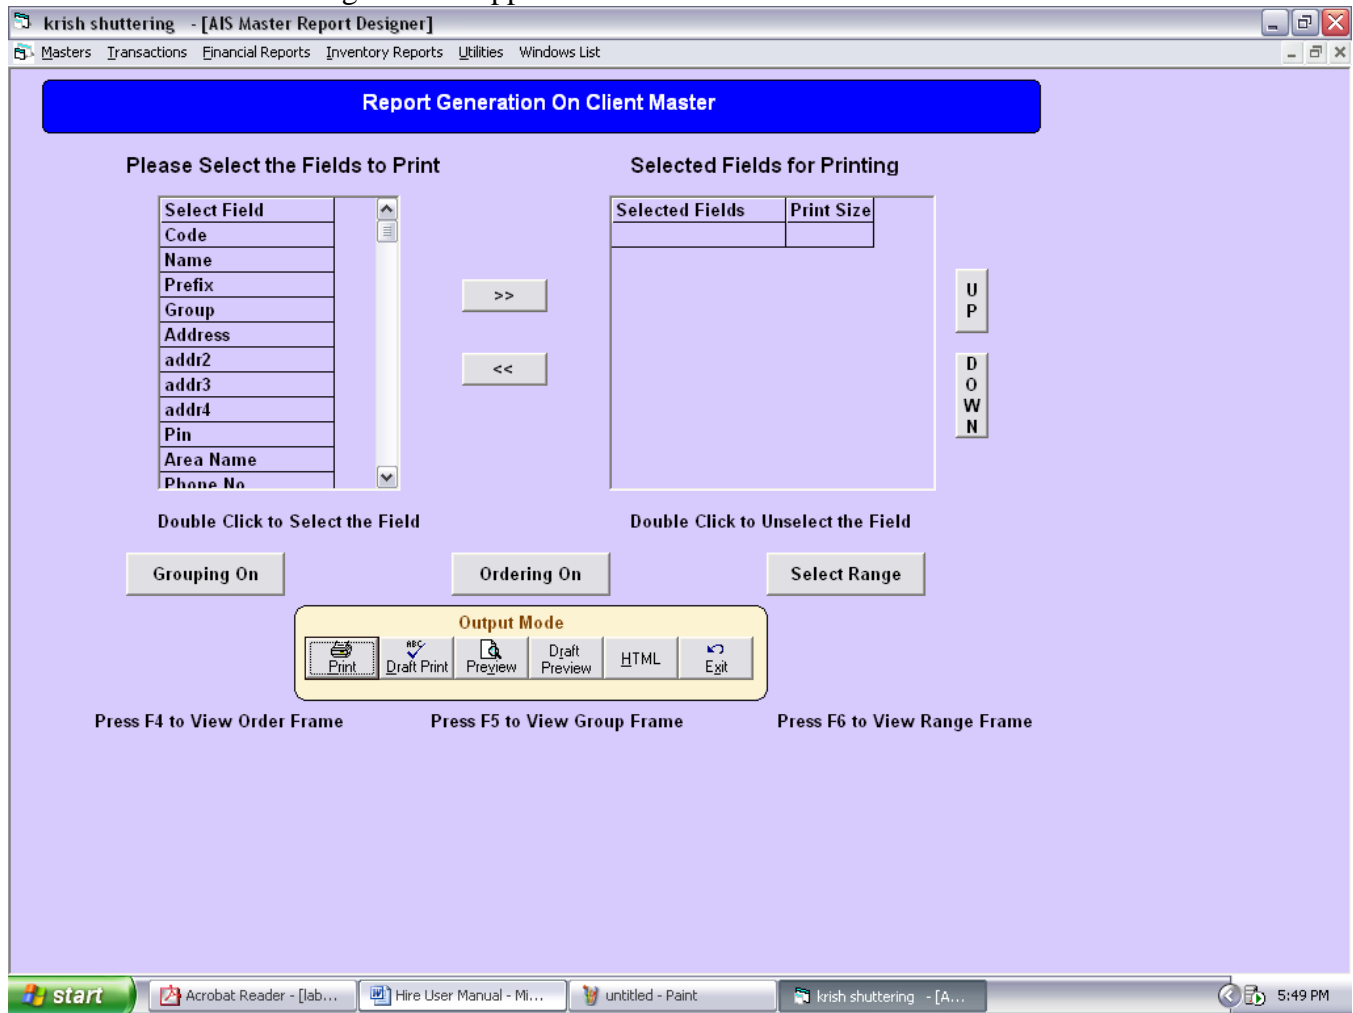 krish shuttering - [AIS Master Report Designer]
Masters Transactions Financial Reports Inventory Reports Utilities Windows List
Report Generation On Client Master
Please Select the Fields to Print
Selected Fields for Printing
Select Field
Code
Name
Prefix
Group
Address
addr2
addr3
addr4
Pin
Area Name
Phone No
>>
<<
Selected Fields Print Size
U
P
D
O
W
N
Double Click to Select the Field
Double Click to Unselect the Field
Grouping On Ordering On Select Range
Output Mode
Print
ABC
Draft Print
Preview
Draft
Preview
HTML
Exit
Press F4 to View Order Frame Press F5 to View Group Frame Press F6 to View Range Frame
start Acrobat Reader - [lab... Hire User Manual - Mi... untitled - Paint krish shuttering - [A... 5:49 PM